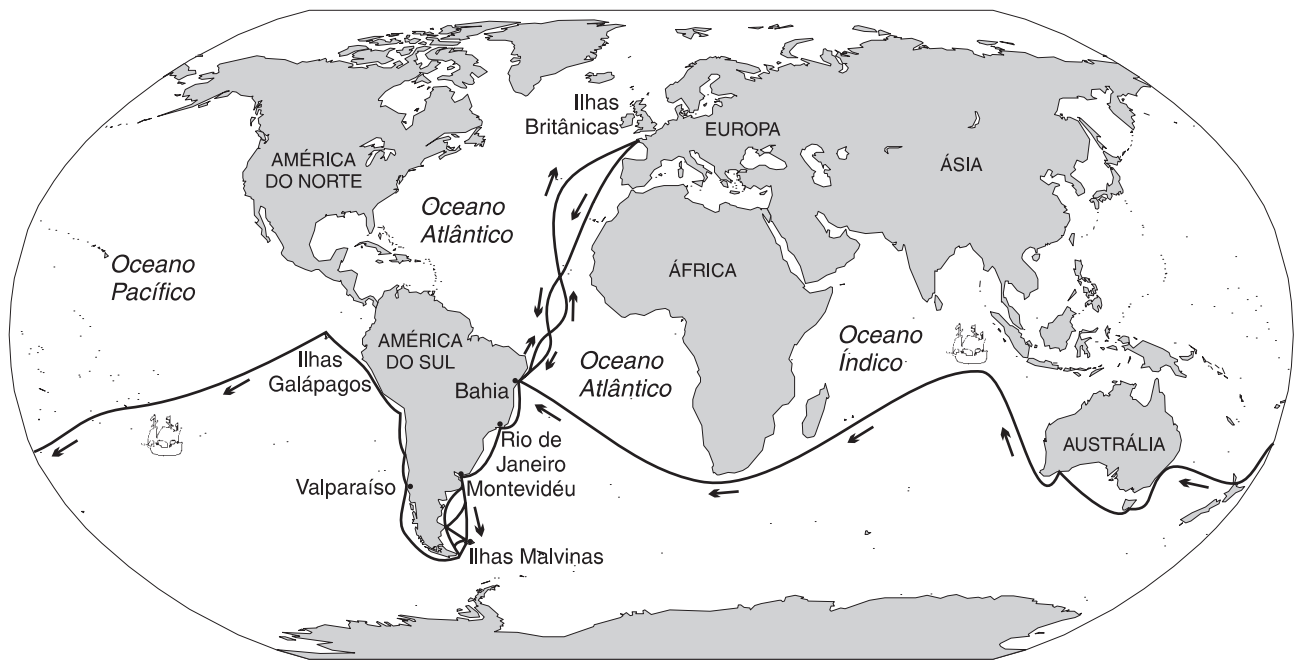 Ilhas
Britânicas
EUROPA
ÁSIA
AMÉRICA
DO NORTE
Oceano
Atlântico
Oceano
Pacífico
ÁFRICA
AMÉRICA
DO SUL
Oceano
Índico
Ilhas
Galápagos
Oceano
Atlântico
Bahia
Rio de
Janeiro
AUSTRÁLIA
Valparaíso
Montevidéu
Ilhas Malvinas